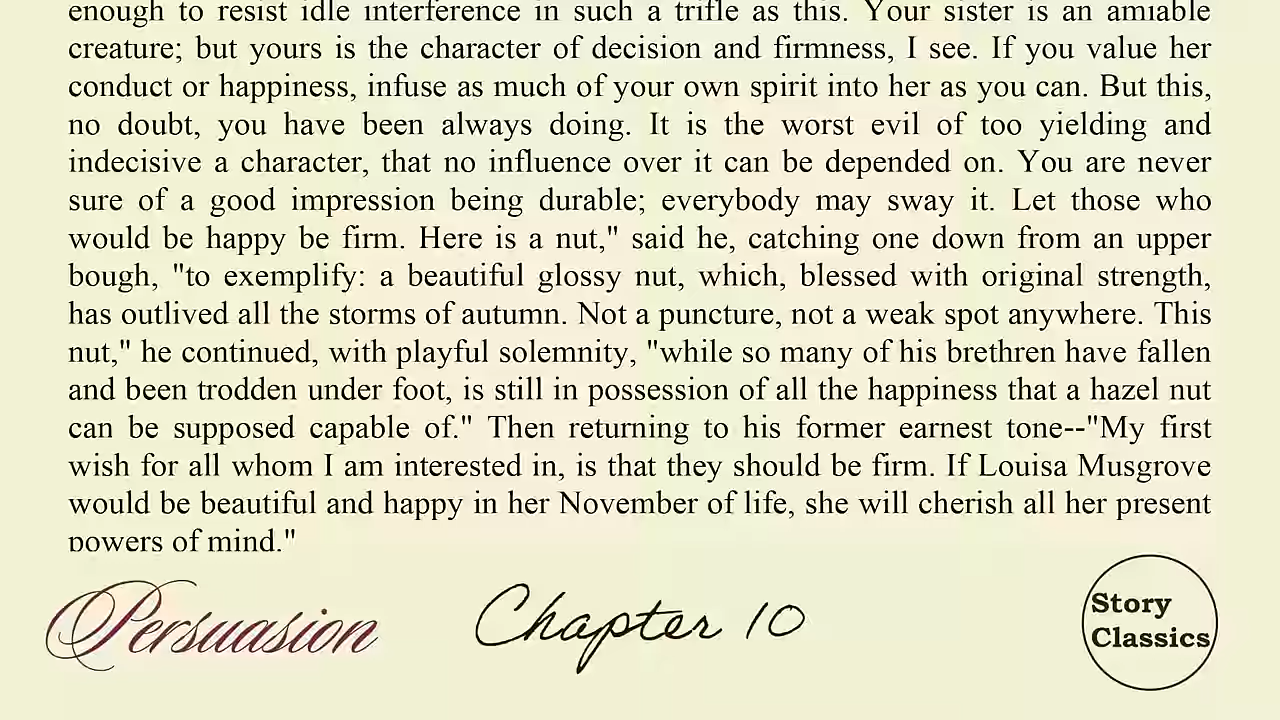 enough to resist idle interference in such a trifle as this. Your sister is an amiable
creature; but yours is the character of decision and firmness, I see. If you value her
conduct or happiness, infuse as much of your own spirit into her as you can. But this,
no doubt, you have been always doing. It is the worst evil of too yielding and
indecisive a character, that no influence over it can be depended on. You are never
sure of a good impression being durable; everybody may sway it. Let those who
would be happy be firm. Here is a nut," said he, catching one down from an upper
bough, "to exemplify: a beautiful glossy nut, which, blessed with original strength,
has outlived all the storms of autumn. Not a puncture, not a weak spot anywhere. This
nut," he continued, with playful solemnity, "while so many of his brethren have fallen
and been trodden under foot, is still in possession of all the happiness that a hazel nut
can be supposed capable of." Then returning to his former earnest tone--"My first
wish for all whom I am interested in, is that they should be firm. If Louisa Musgrove
would be beautiful and happy in her November of life, she will cherish all her present
powers of mind."
Persuasion
Chapter 10
Story
Classics